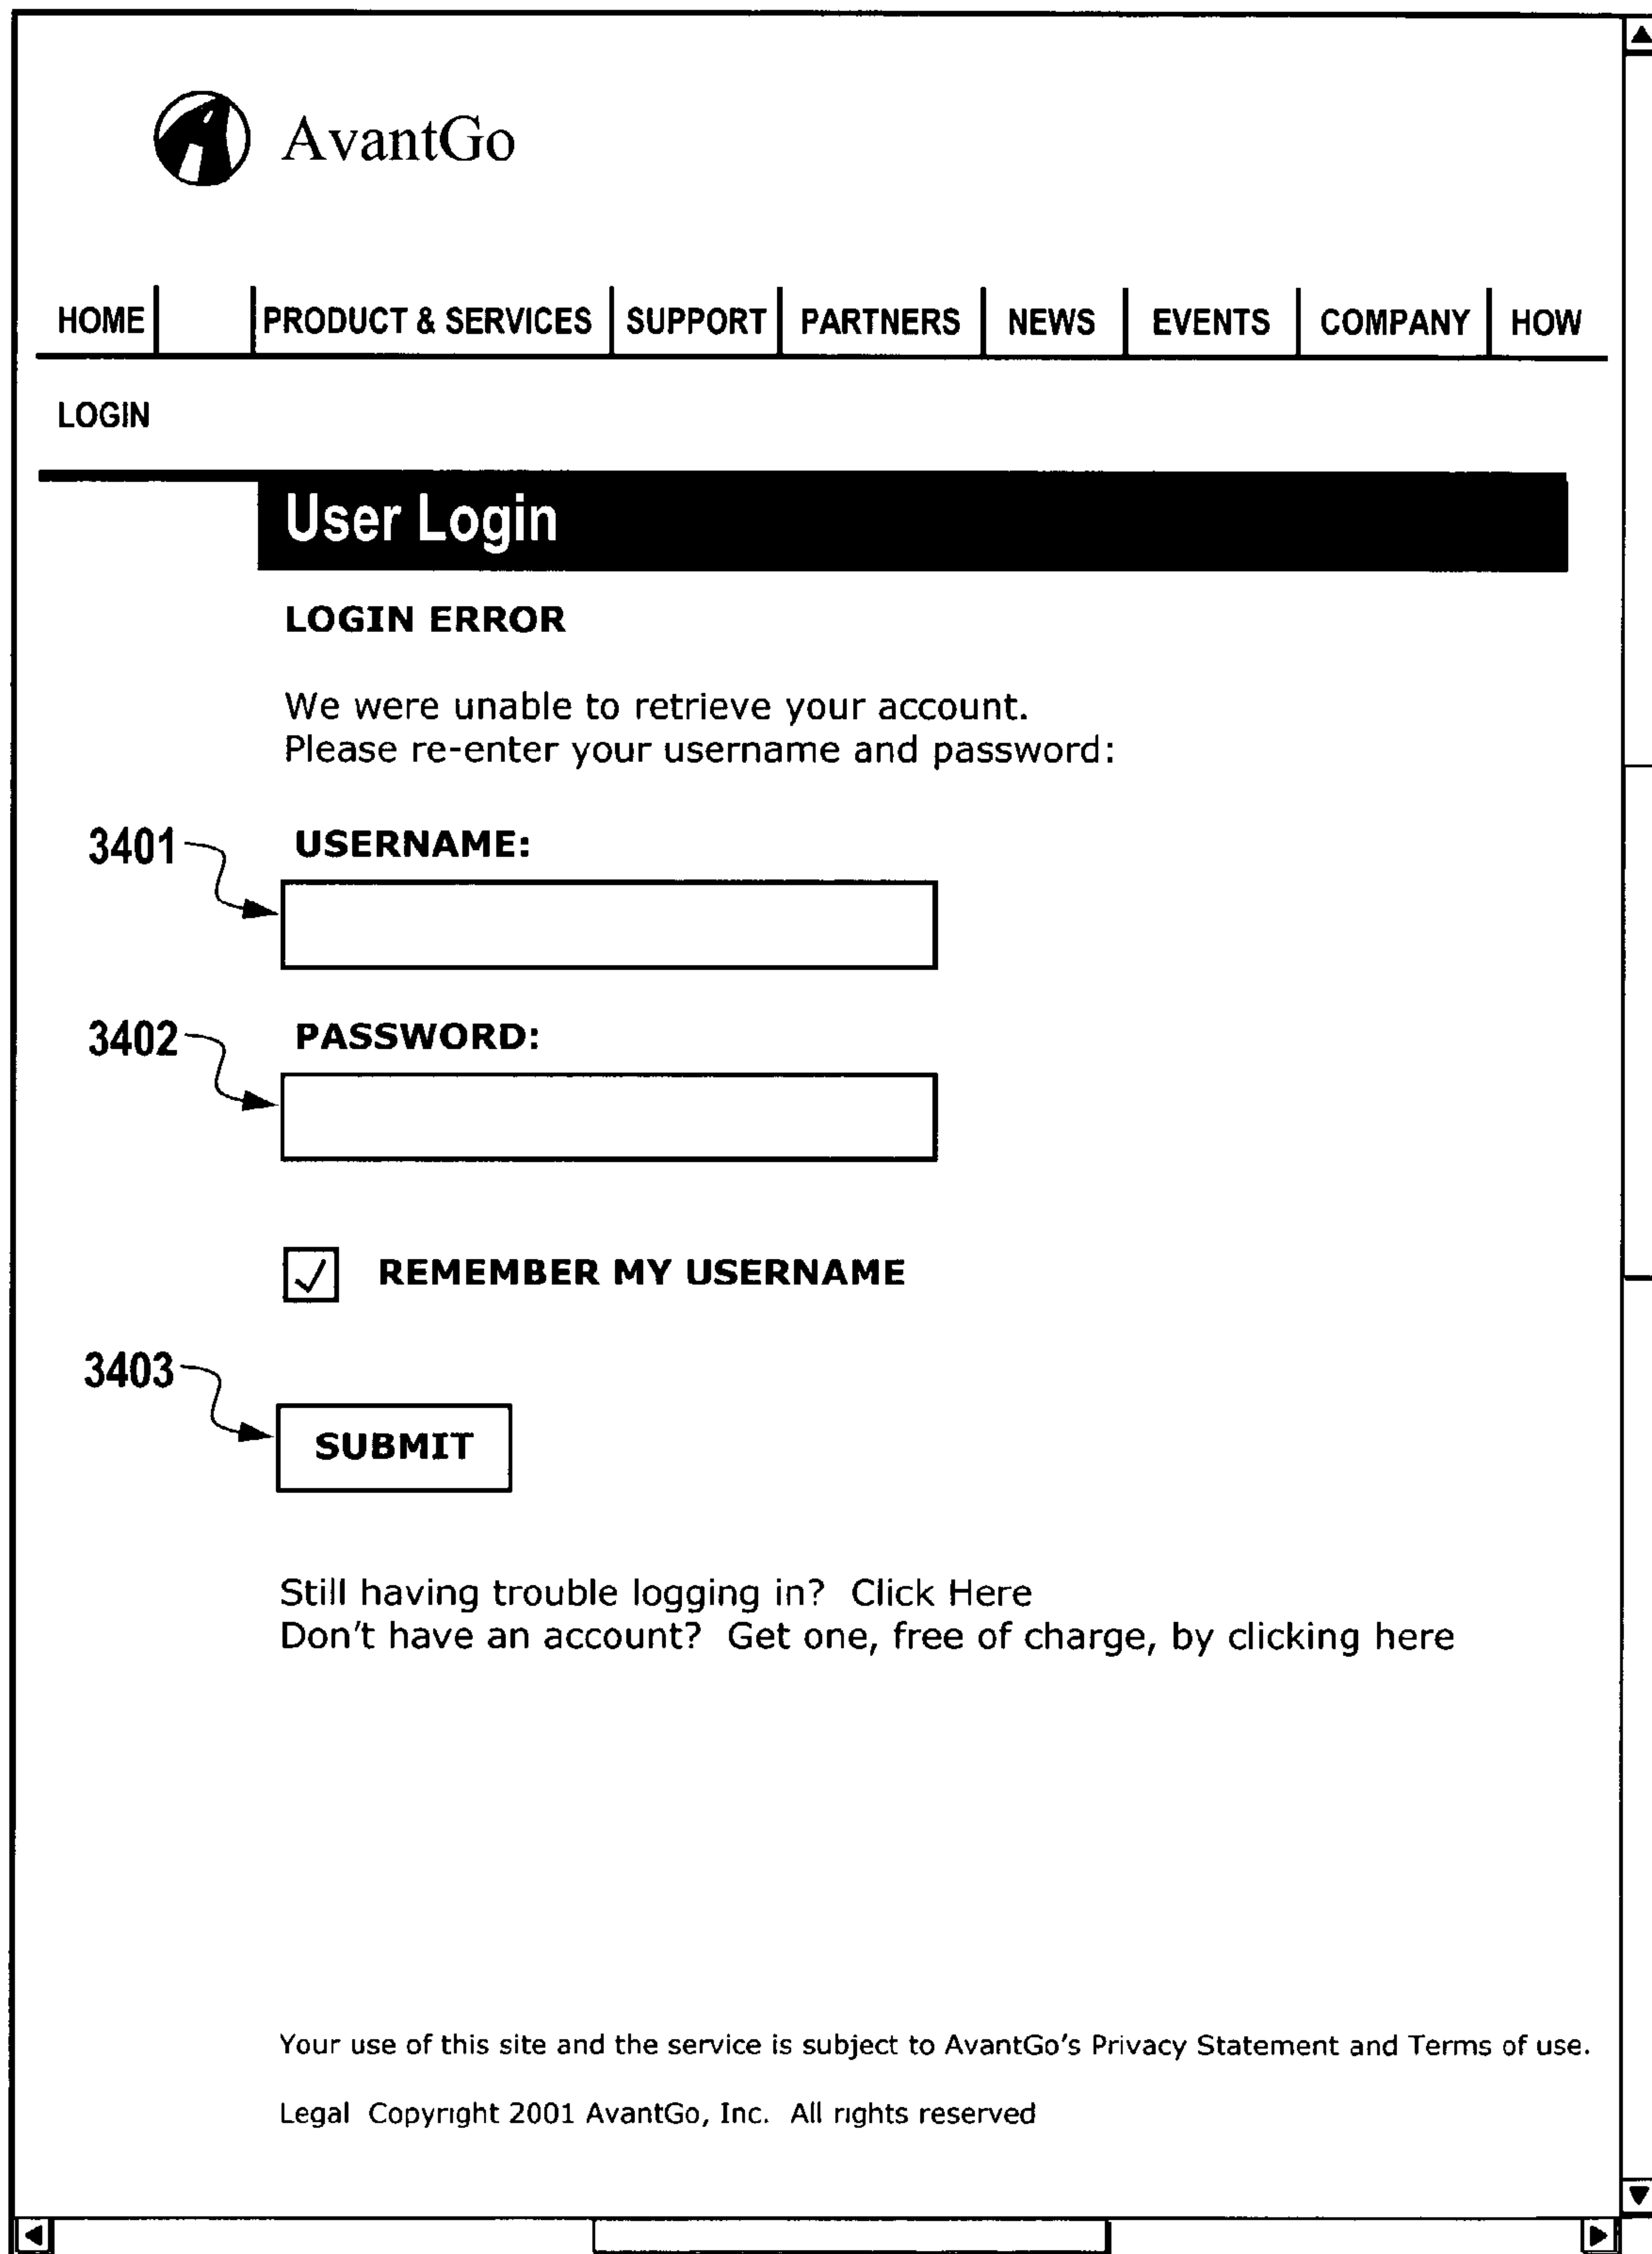 AvantGo
HOME PRODUCT & SERVICES SUPPORT PARTNERS NEWS EVENTS COMPANY HOW
LOGIN
User Login
LOGIN ERROR
We were unable to retrieve your account.
Please re-enter your username and password:
3401 USERNAME:
3402 PASSWORD:
REMEMBER MY USERNAME
3403
SUBMIT
Still having trouble logging in? Click Here
Don't have an account? Get one, free of charge, by clicking here
Your use of this site and the service is subject to AvantGo's Privacy Statement and Terms of use.
Legal Copyright 2001 AvantGo, Inc. All rights reserved